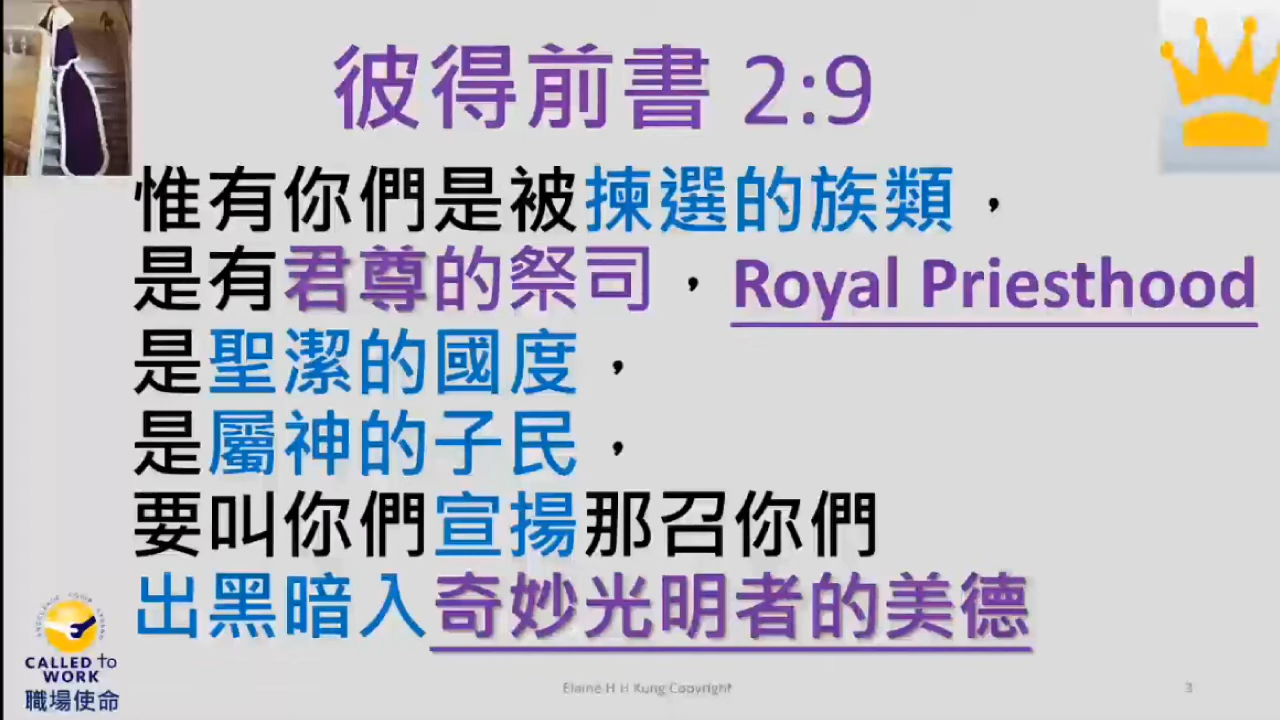 彼得前書 2:9
惟有你們是被揀選的族類，
是有君尊的祭司，Royal Priesthood
是聖潔的國度，
是屬神的子民，
要叫你們宣揚那召你們
出黑暗入奇妙光明者的美德
CALLED to
WORK
職場使命
Elaine H H Kung Copyright
3